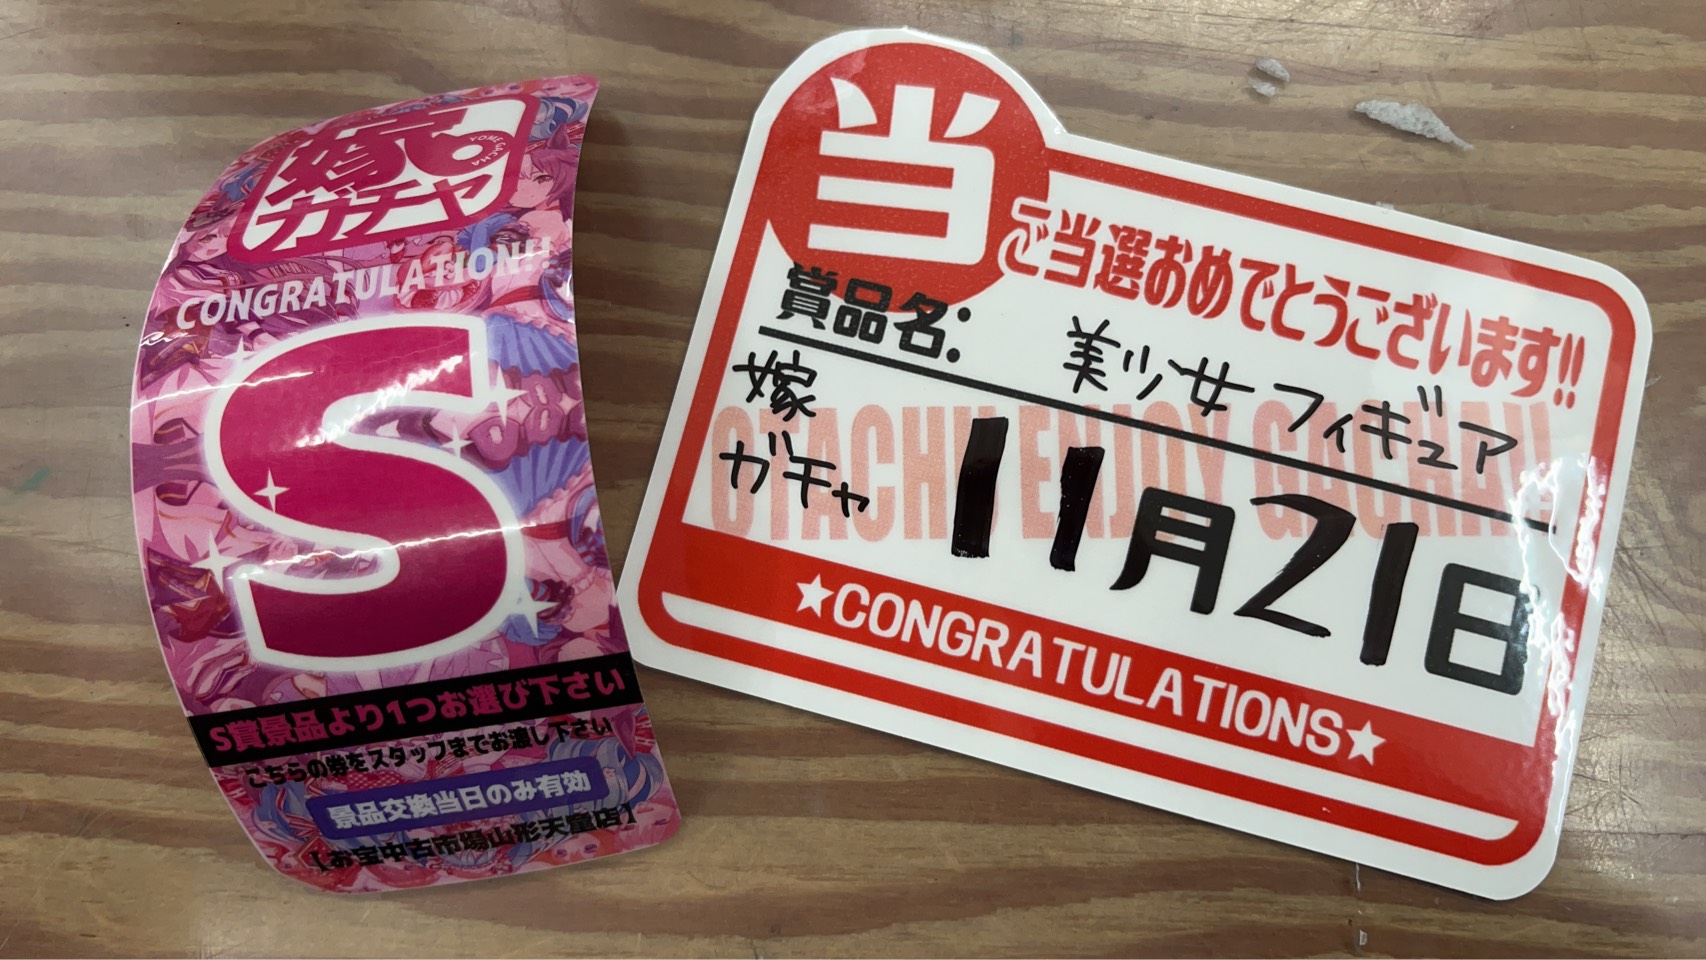 嫁
ガチャ
YOMEGACHA
CONGRATULATION!!
S
S賞景品より1つお選び下さい
こちらの券をスタッフまでお渡し下さい
景品交換当日のみ有効
【お宝中古市場山形天童店】
当
ご当選おめでとうございます!!
賞品名:
美少女フィギュア
嫁
ガチャ
OTACHU ENJOY GACHA!!
11月21日
★CONGRATULATIONS★